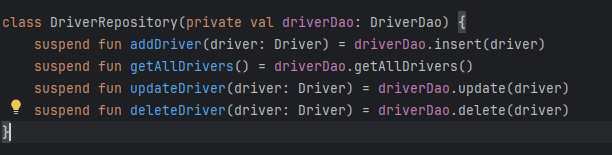 class DriverRepository(private val driverDao: DriverDao) {
    suspend fun addDriver(driver: Driver) = driverDao.insert(driver)
    suspend fun getAllDrivers() = driverDao.getAllDrivers()
    suspend fun updateDriver(driver: Driver) = driverDao.update(driver)
    suspend fun deleteDriver(driver: Driver) = driverDao.delete(driver)
}